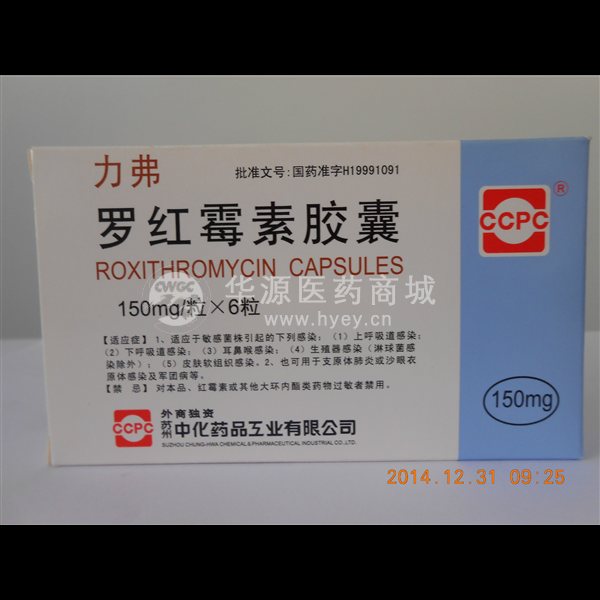 力弗
批准文号:国药准字H19991091
罗红霉素胶囊
ROXITHROMYCIN CAPSULES
150mg/粒×6粒
CCPC
®
CWGC
华源医药商城
www.hyey.cn
【适应症】1、适应于敏感菌株引起的下列感染:(1)上呼吸道感染;
(2)下呼吸道感染;(3)耳鼻喉感染;(4)生殖器感染(淋球菌感
染除外);(5)皮肤软组织感染。2、也可用于支原体肺炎或沙眼衣
原体感染及军团病等。
【禁 忌】对本品、红霉素或其他大环内酯类药物过敏者禁用。
150mg
CCPC
外商独资
苏州
中化药品工业有限公司
SUZHOU CHUNG-HWA CHEMICAL & PHARMACEUTICAL INDUSTRIAL CO.,LTD.
2014.12.31 09:25